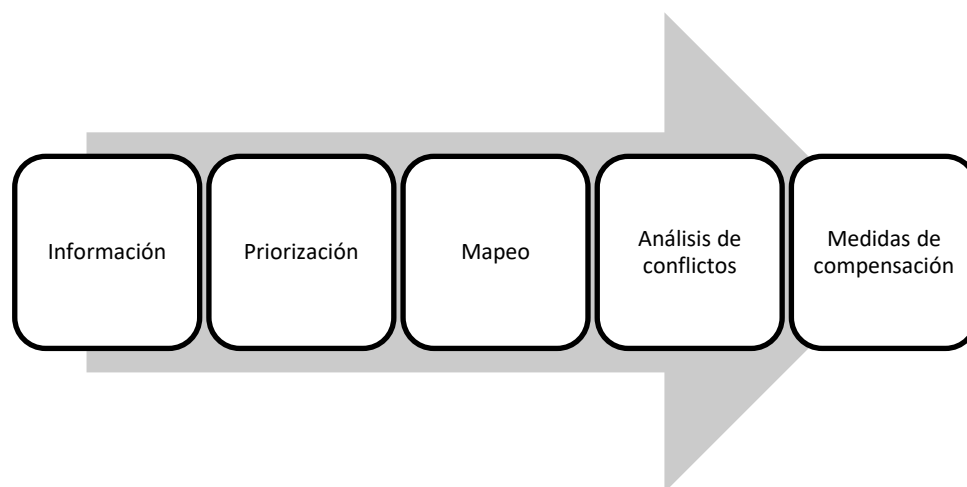 Información
Priorización
Mapeo
Análisis de
conflictos
Medidas de
compensación